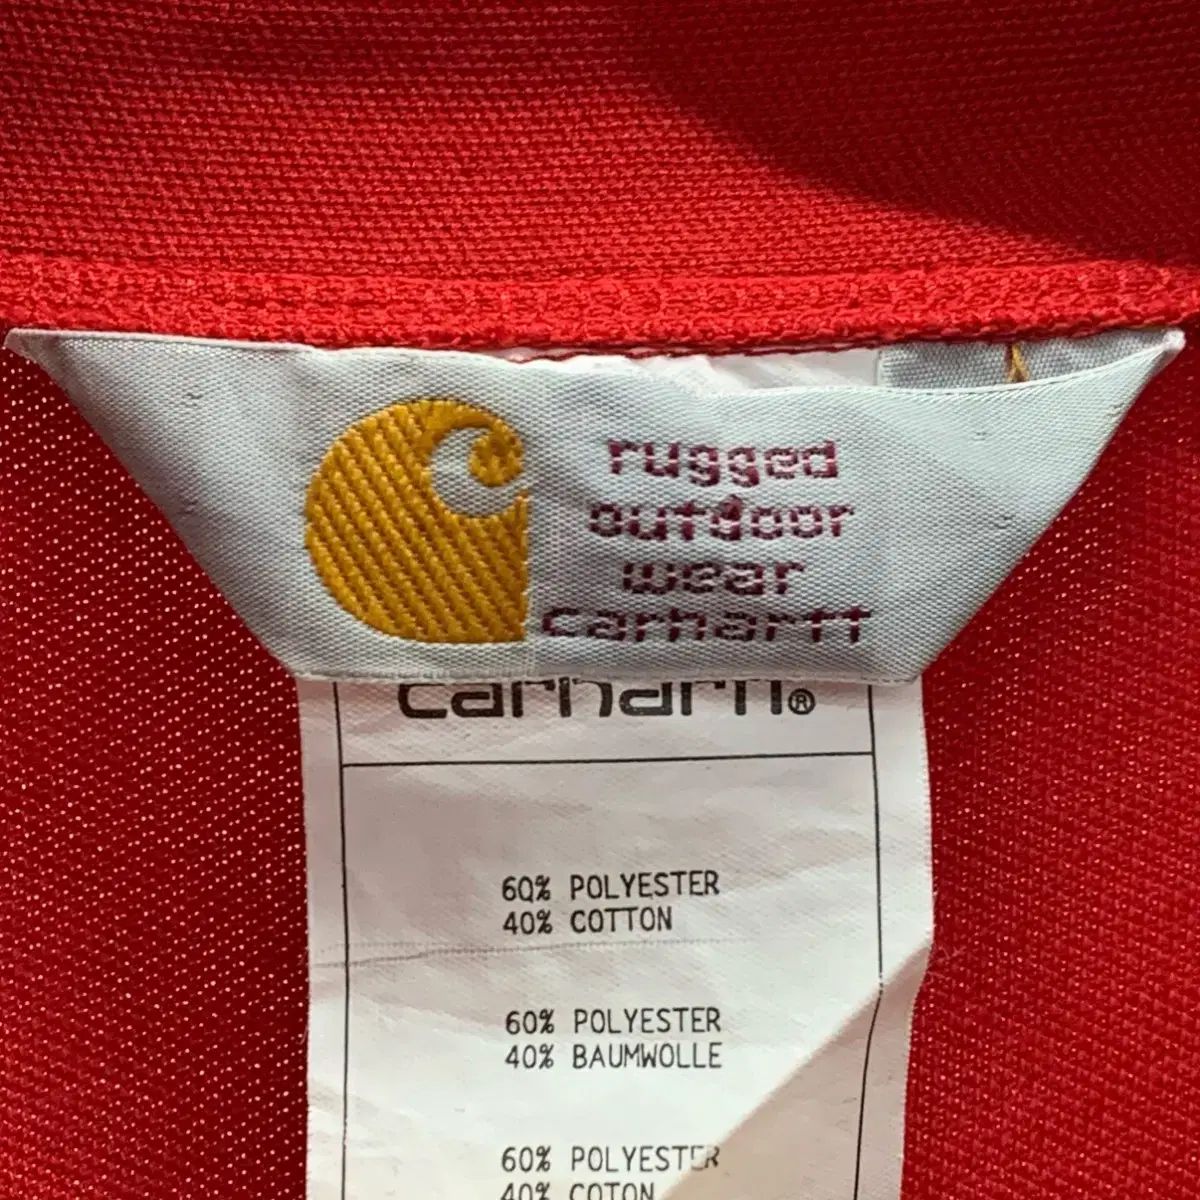 rugged
outdoor
wear
carhartt
carhartt®
60% POLYESTER
40% COTTON
60% POLYESTER
40% BAUMWOLLE
60% POLYESTER
40% COTON